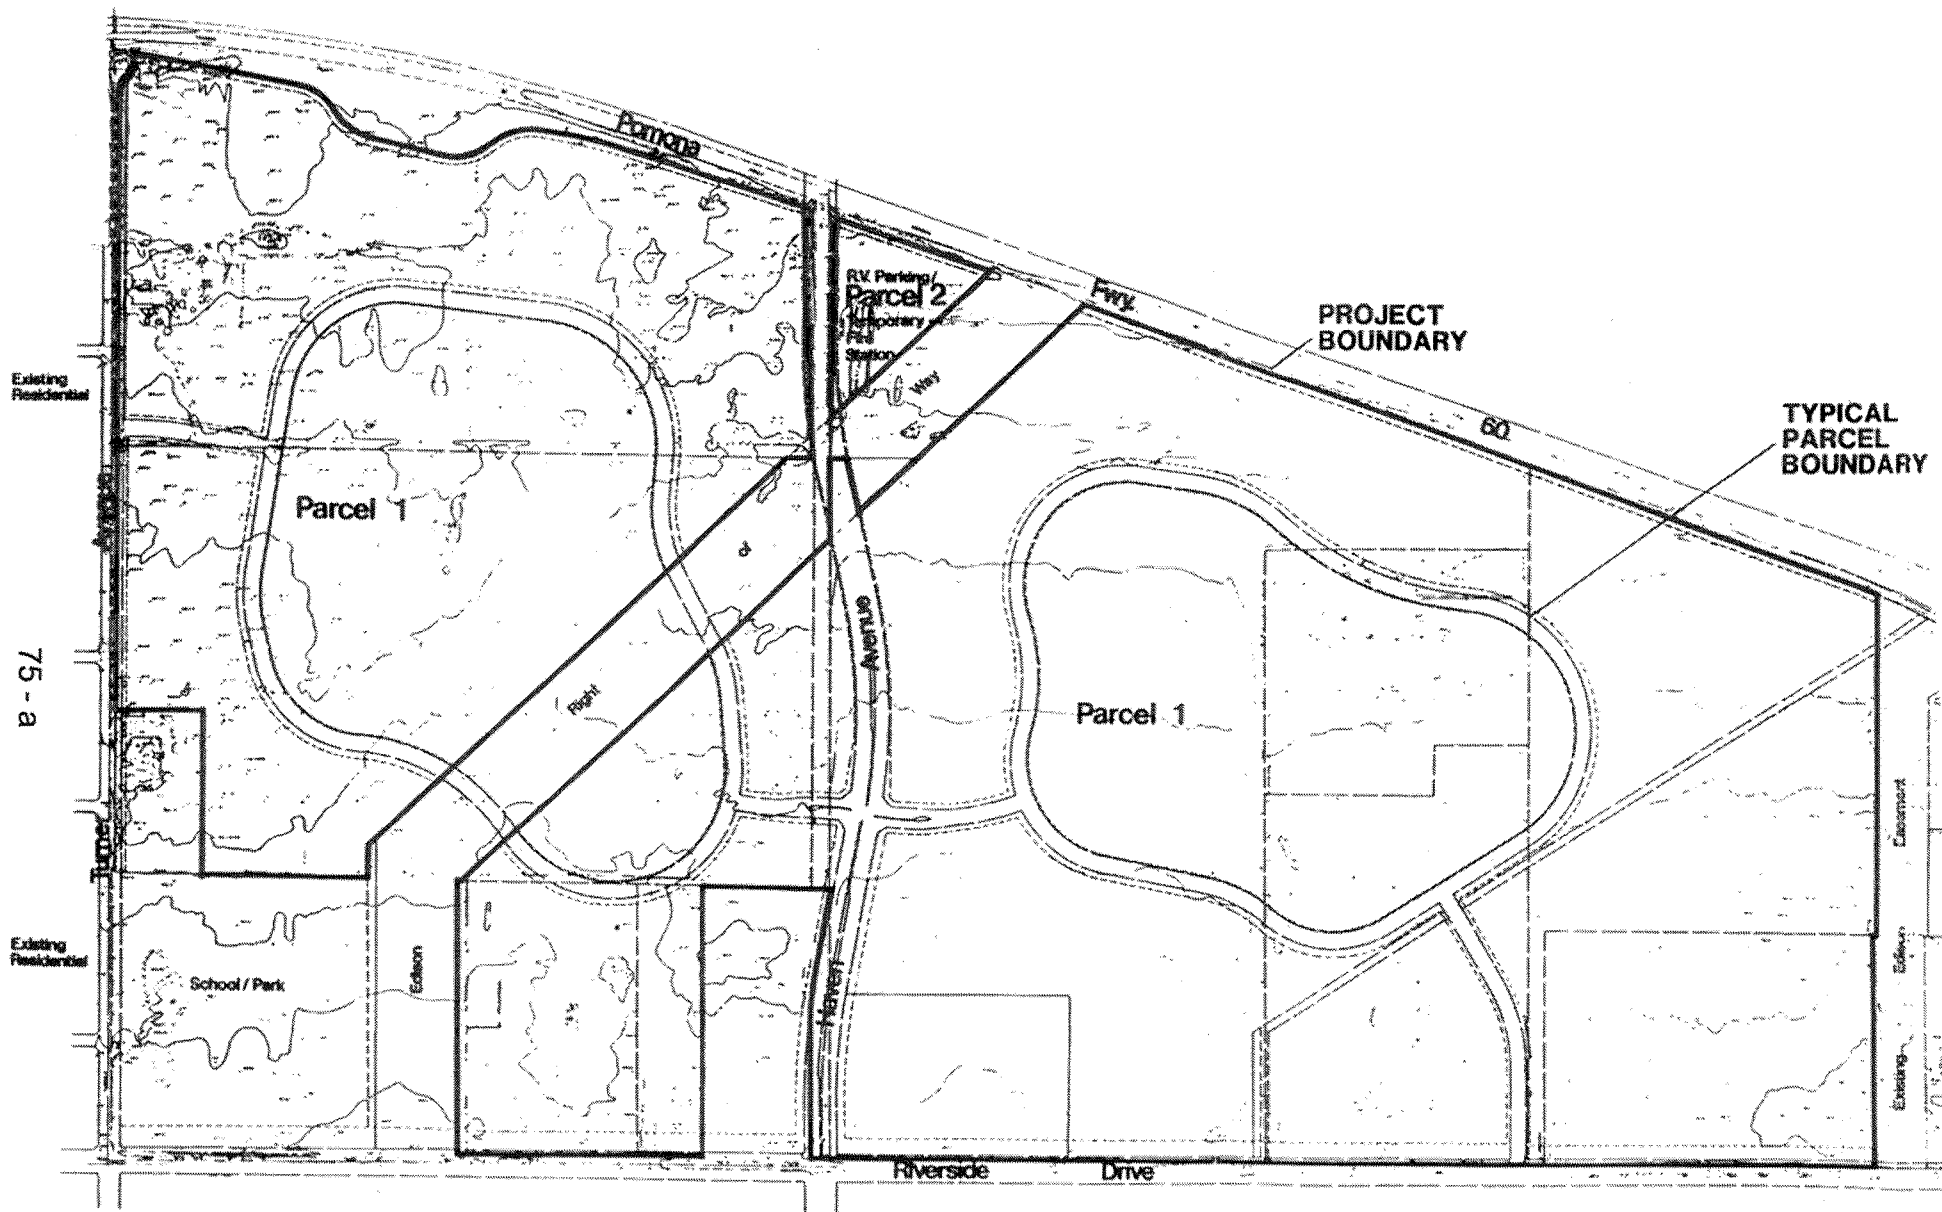 Pomona
Fwy.
60
R.V. Parking/
Parcel 2
Temporary
Fire
Station
Way
PROJECT
BOUNDARY
TYPICAL
PARCEL
BOUNDARY
Existing
Residential
Avenue
Parcel 1
of
Right
Avenue
Parcel 1
75-a
Turner
Existing
Residential
School / Park
Edison
Haven
Easement
Edison
Existing
Riverside Drive